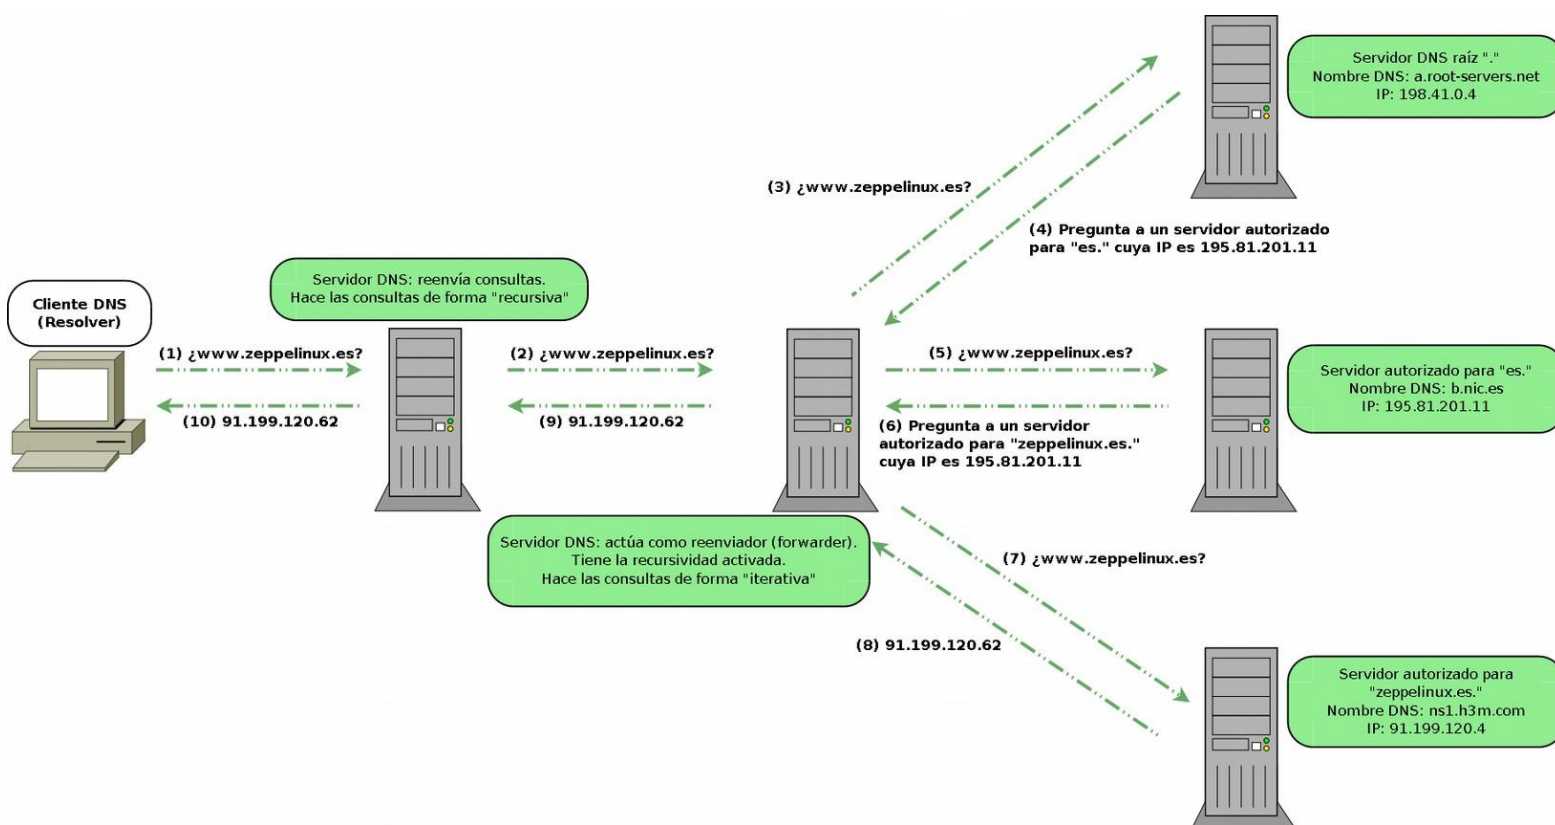 Servidor DNS raíz "."
Nombre DNS: a.root-servers.net
IP: 198.41.0.4
(3) ¿www.zeppelinux.es?
(4) Pregunta a un servidor autorizado
para "es." cuya IP es 195.81.201.11
Servidor DNS: reenvía consultas.
Hace las consultas de forma "recursiva"
Cliente DNS
(Resolver)
(1) ¿www.zeppelinux.es?
(2) ¿www.zeppelinux.es?
(5) ¿www.zeppelinux.es?
Servidor autorizado para "es."
Nombre DNS: b.nic.es
IP: 195.81.201.11
(10) 91.199.120.62
(9) 91.199.120.62
(6) Pregunta a un servidor
autorizado para "zeppelinux.es."
cuya IP es 195.81.201.11
Servidor DNS: actúa como reenviador (forwarder).
Tiene la recursividad activada.
Hace las consultas de forma "iterativa"
(7) ¿www.zeppelinux.es?
(8) 91.199.120.62
Servidor autorizado para
"zeppelinux.es."
Nombre DNS: ns1.h3m.com
IP: 91.199.120.4